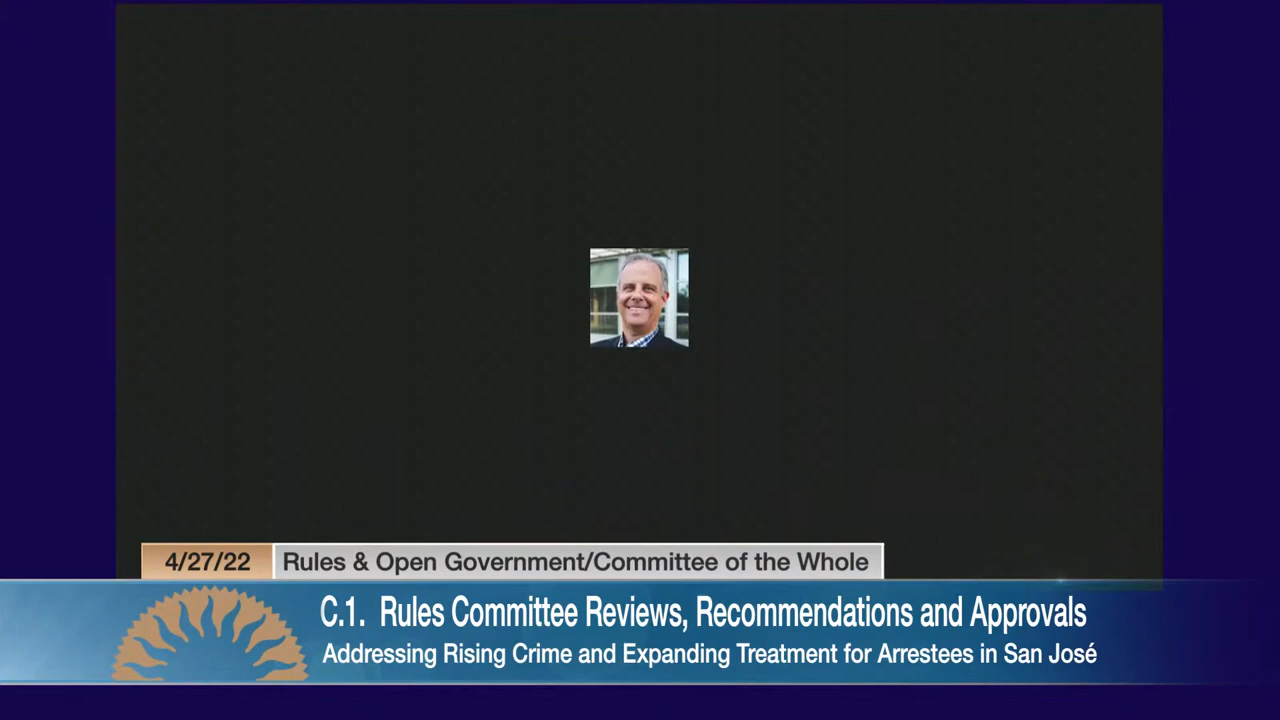 4/27/22
Rules & Open Government/Committee of the Whole
C.1. Rules Committee Reviews, Recommendations and Approvals
Addressing Rising Crime and Expanding Treatment for Arrestees in San José